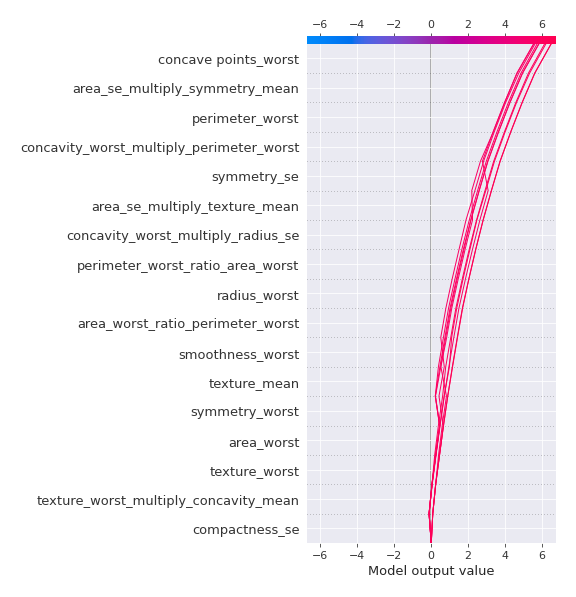 −6 −4 −2 0 2 4 6
concave points_worst
area_se_multiply_symmetry_mean
perimeter_worst
concavity_worst_multiply_perimeter_worst
symmetry_se
area_se_multiply_texture_mean
concavity_worst_multiply_radius_se
perimeter_worst_ratio_area_worst
radius_worst
area_worst_ratio_perimeter_worst
smoothness_worst
texture_mean
symmetry_worst
area_worst
texture_worst
texture_worst_multiply_concavity_mean
compactness_se
−6 −4 −2 0 2 4 6
Model output value